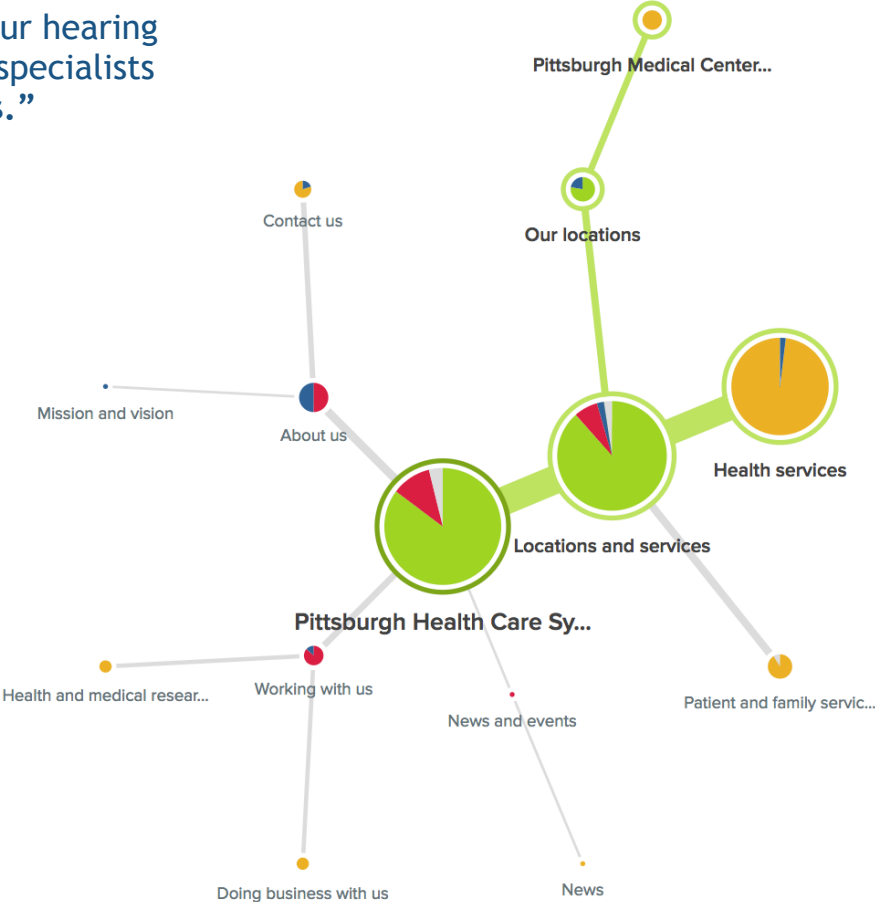 ur hearing
specialists
s.”
Pittsburgh Medical Center...
Contact us
Our locations
Mission and vision
About us
Health services
Locations and services
Pittsburgh Health Care Sy...
Health and medical resear...
Working with us
News and events
Patient and family servic...
Doing business with us
News